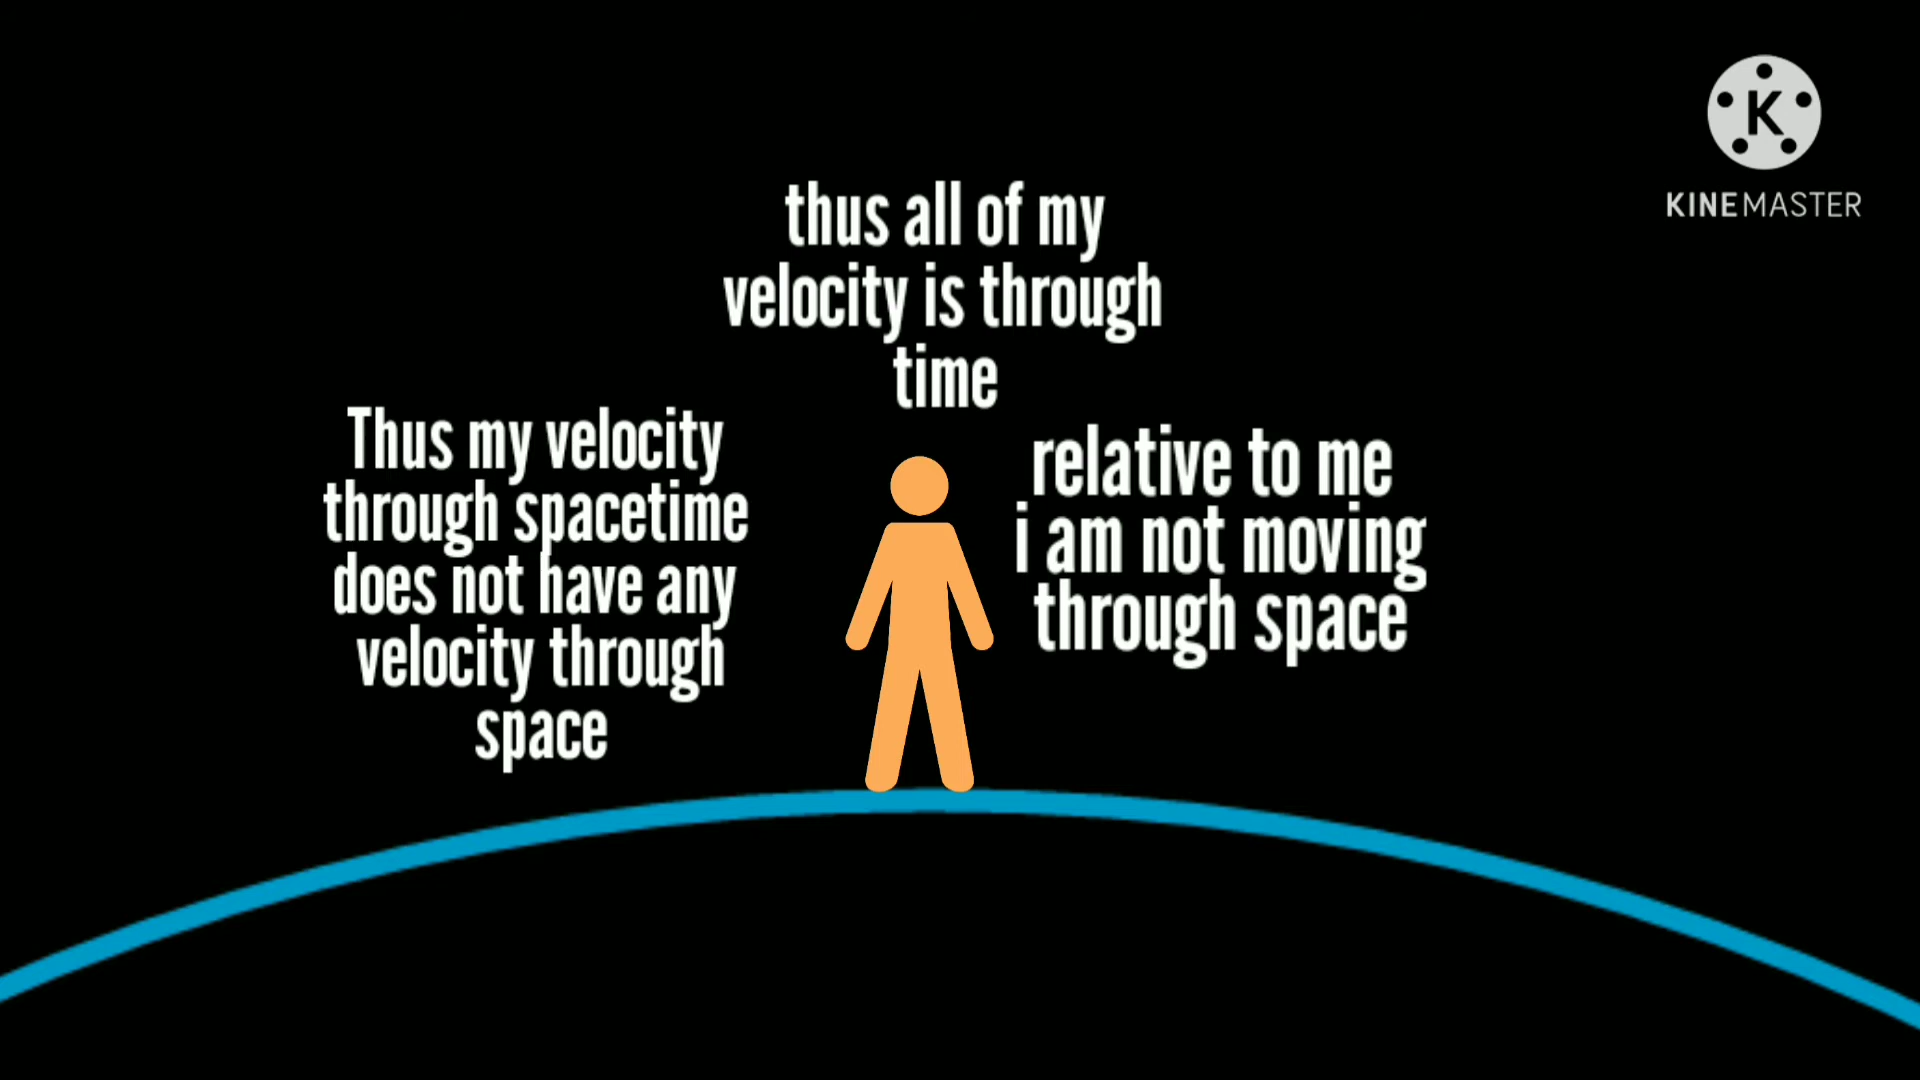 thus all of my
velocity is through
time
Thus my velocity
through spacetime
does not have any
velocity through
space
relative to me
i am not moving
through space
K
KINEMASTER